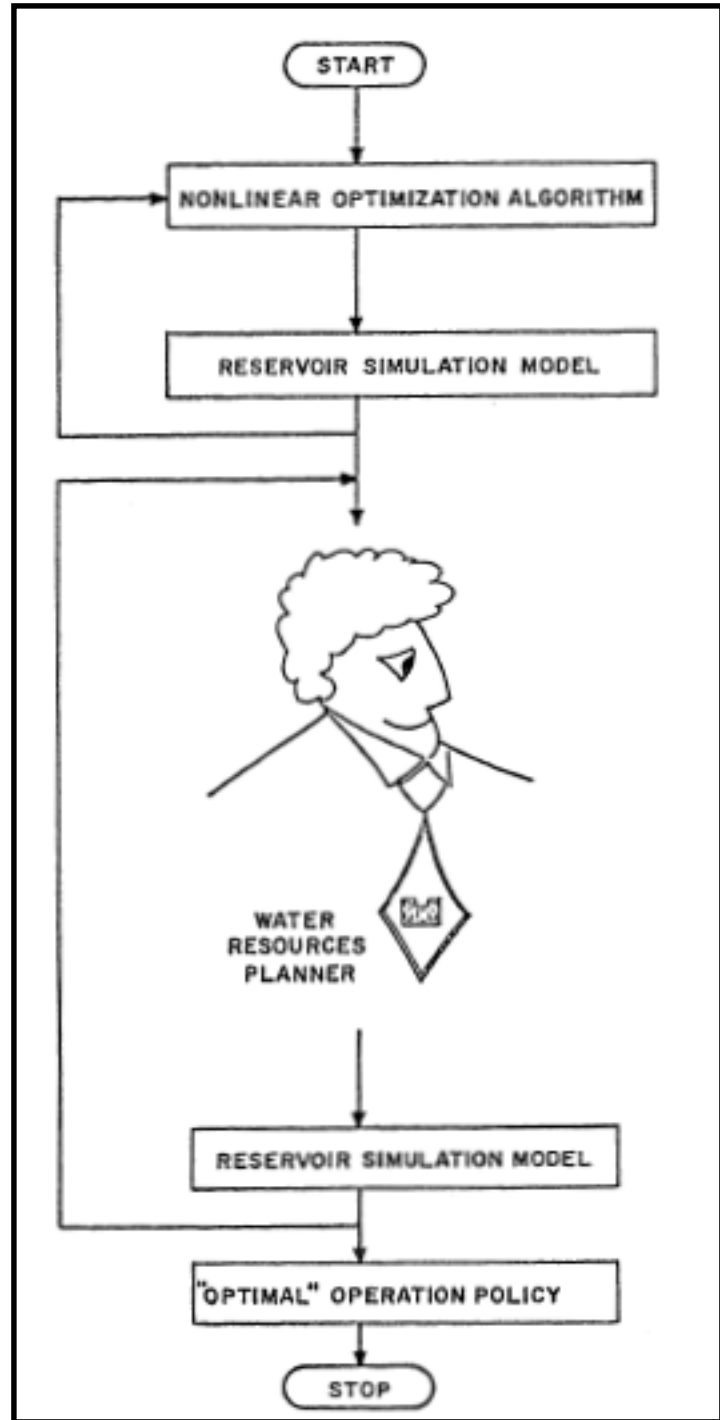 START
NONLINEAR OPTIMIZATION ALGORITHM
RESERVOIR SIMULATION MODEL
WATER
RESOURCES
PLANNER
RESERVOIR SIMULATION MODEL
"OPTIMAL" OPERATION POLICY
STOP